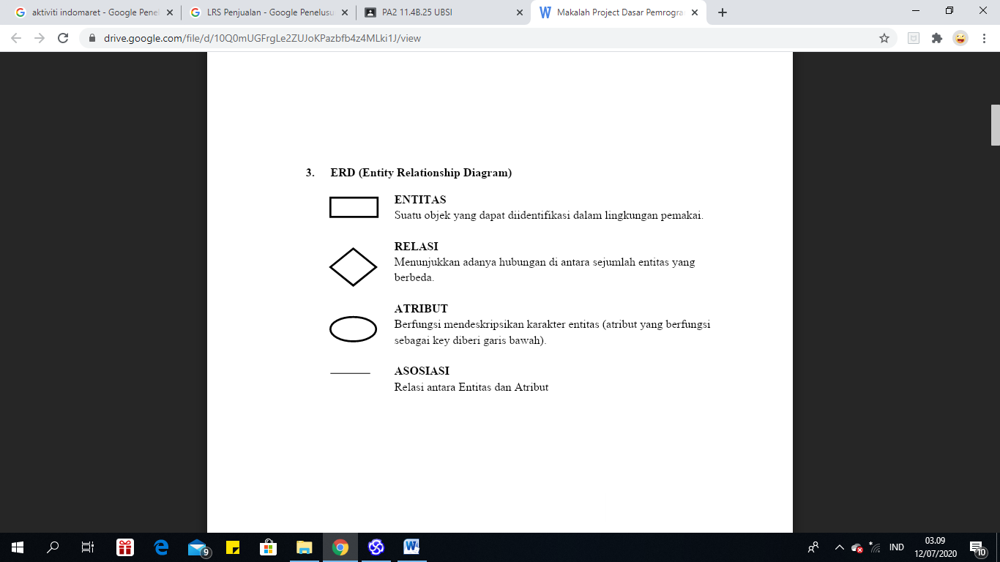 aktiviti indomaret - Google Penel
LRS Penjualan - Google Penelusu
PA2 11.4B.25 UBSI
Makalah Project Dasar Pemrogra
drive.google.com/file/d/10Q0mUGFrgLe2ZUJoKPazbfb4z4MLki1J/view
3. ERD (Entity Relationship Diagram)
ENTITAS
Suatu objek yang dapat diidentifikasi dalam lingkungan pemakai.
RELASI
Menunjukkan adanya hubungan di antara sejumlah entitas yang
berbeda.
ATRIBUT
Berfungsi mendeskripsikan karakter entitas (atribut yang berfungsi
sebagai key diberi garis bawah).
ASOSIASI
Relasi antara Entitas dan Atribut
9
IND
03.09
12/07/2020
10